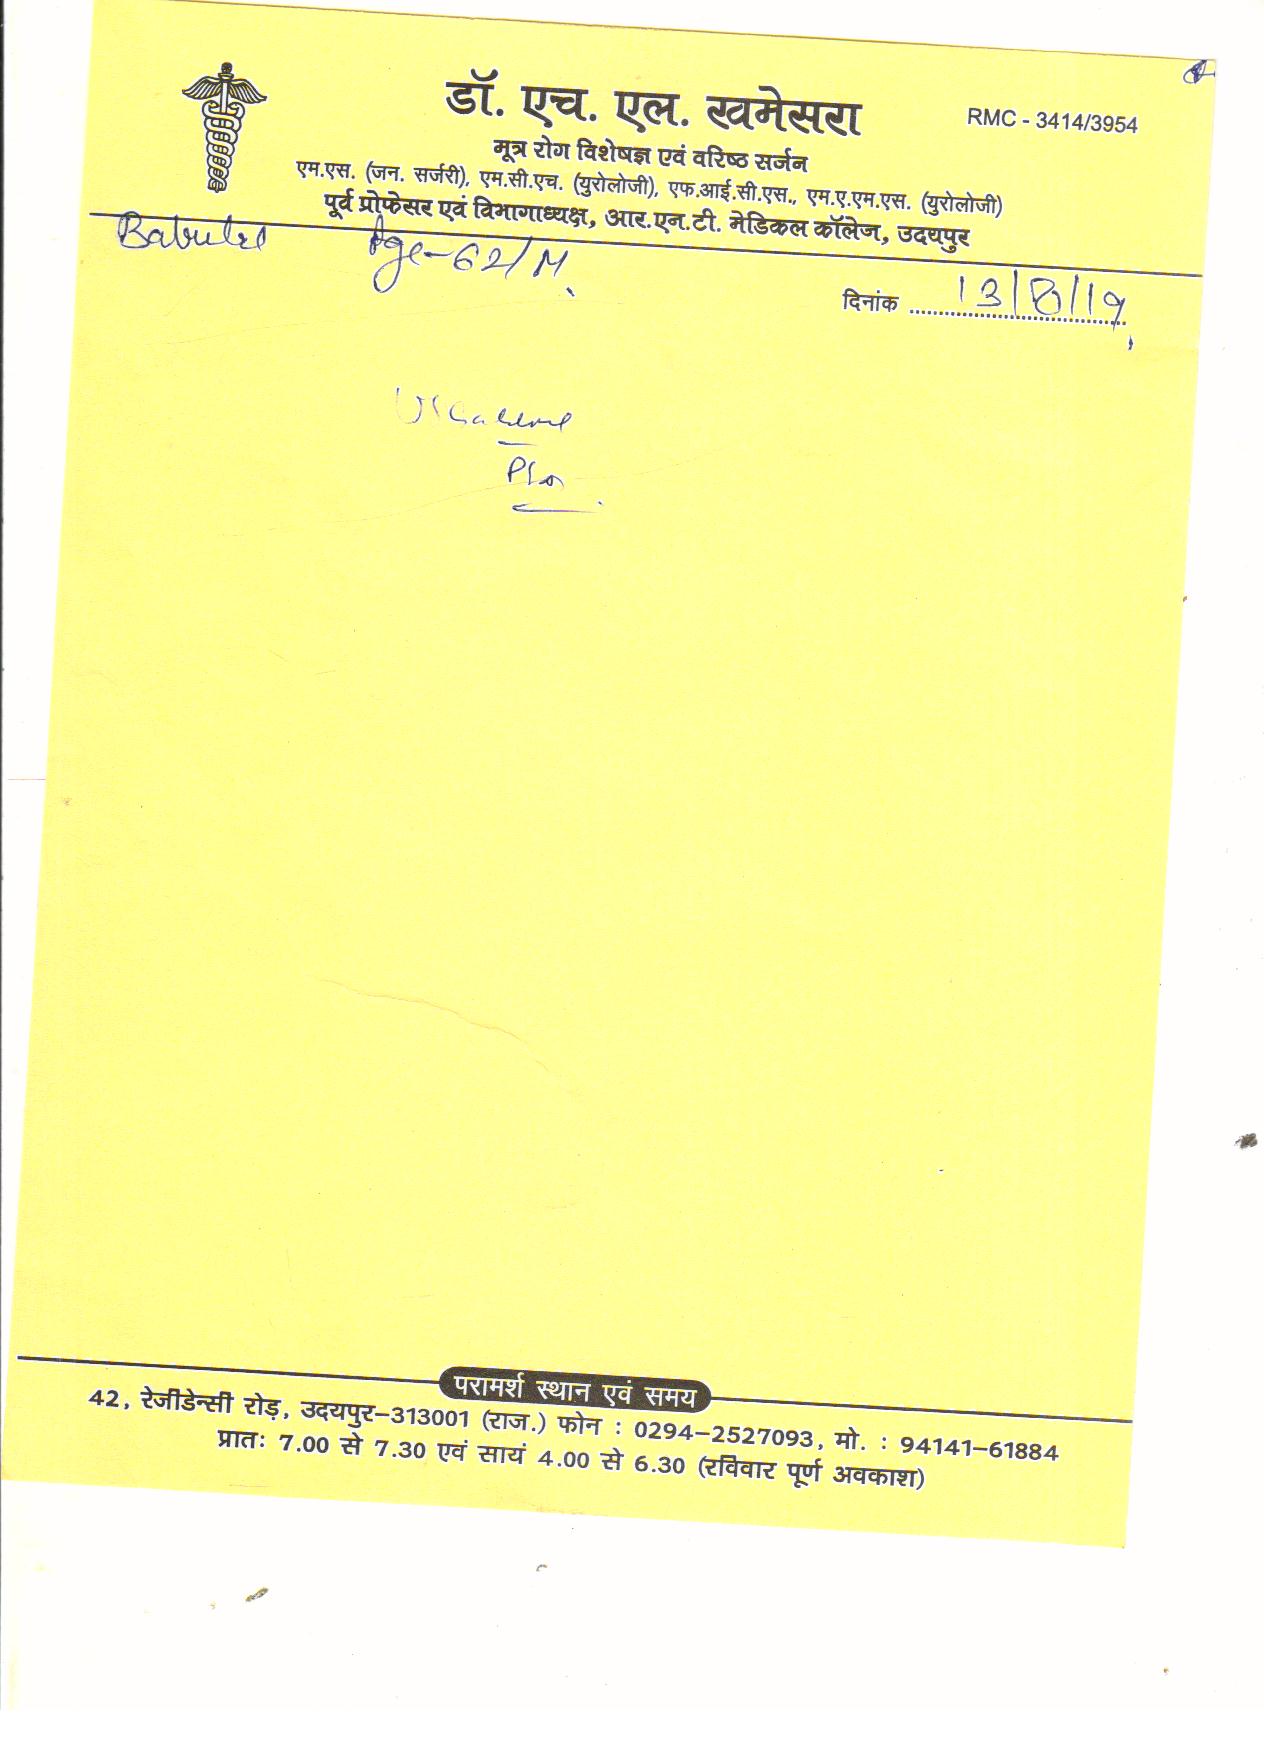 डॉ. एच. एल. खमेसरा
RMC - 3414/3954
मूत्र रोग विशेषज्ञ एवं वरिष्ठ सर्जन
एम.एस. (जन. सर्जरी), एम.सी.एच. (युरोलोजी), एफ.आई.सी.एस., एम.ए.एम.एस. (युरोलोजी)
पूर्व प्रोफेसर एवं विभागाध्यक्ष, आर.एन.टी. मेडिकल कॉलेज, उदयपुर
Babulal Age-62/M
दिनांक 13/8/19
परामर्श स्थान एवं समय
42, रेजीडेन्सी रोड़, उदयपुर-313001 (राज.) फोन : 0294-2527093, मो. : 94141-61884
प्रातः 7.00 से 7.30 एवं सायं 4.00 से 6.30 (रविवार पूर्ण अवकाश)